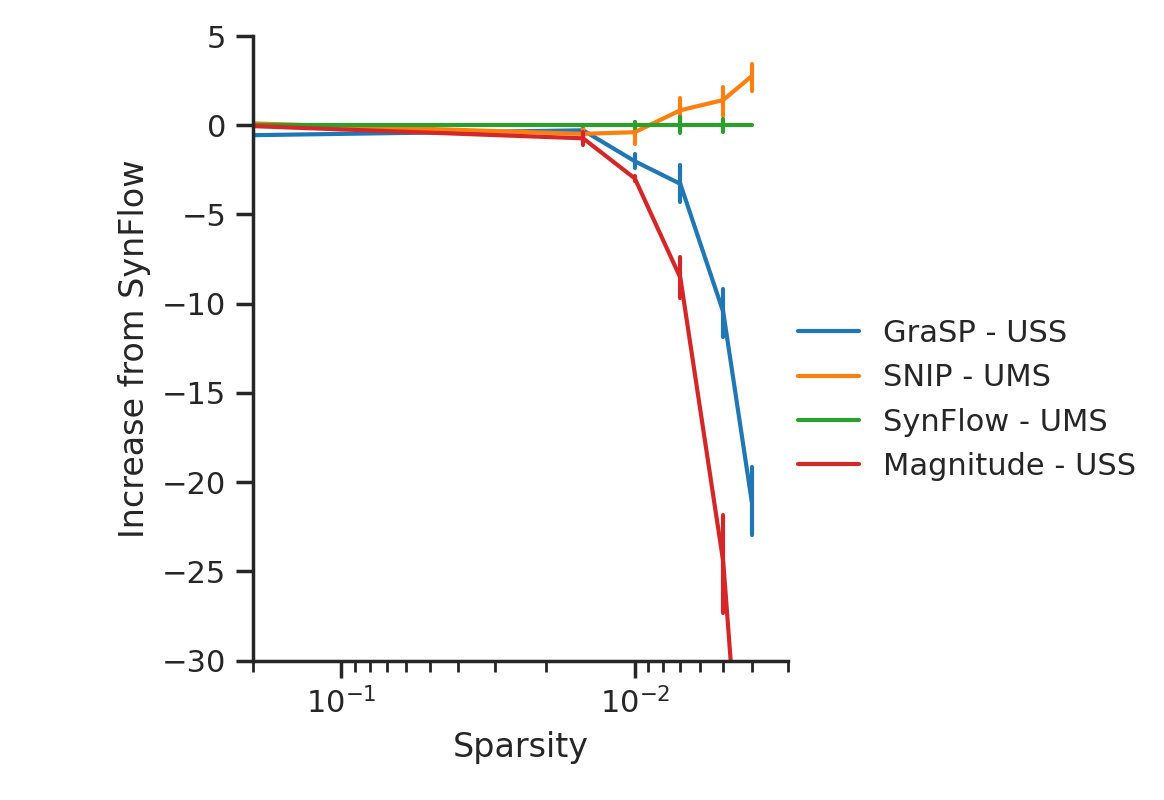 5
0
−5
−10
−15
−20
−25
−30
Increase from SynFlow
10⁻¹
10⁻²
Sparsity
GraSP - USS
SNIP - UMS
SynFlow - UMS
Magnitude - USS